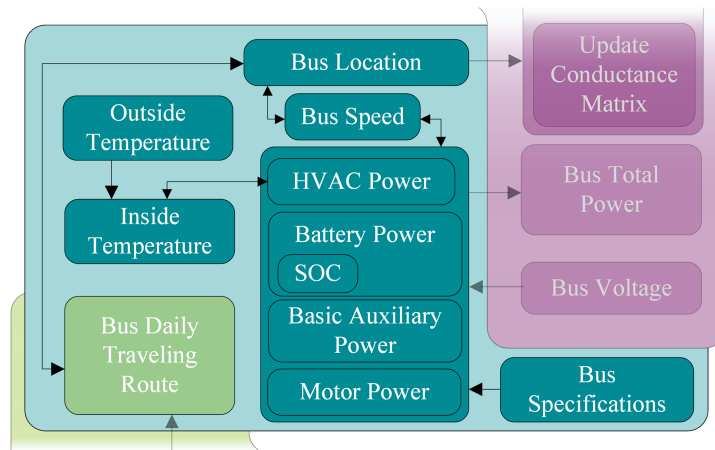 Bus Location
Update
Conductance
Matrix
Outside
Temperature
Bus Speed
HVAC Power
Bus Total
Power
Inside
Temperature
Battery Power
SOC
Bus Voltage
Bus Daily
Traveling
Route
Basic Auxiliary
Power
Motor Power
Bus
Specifications